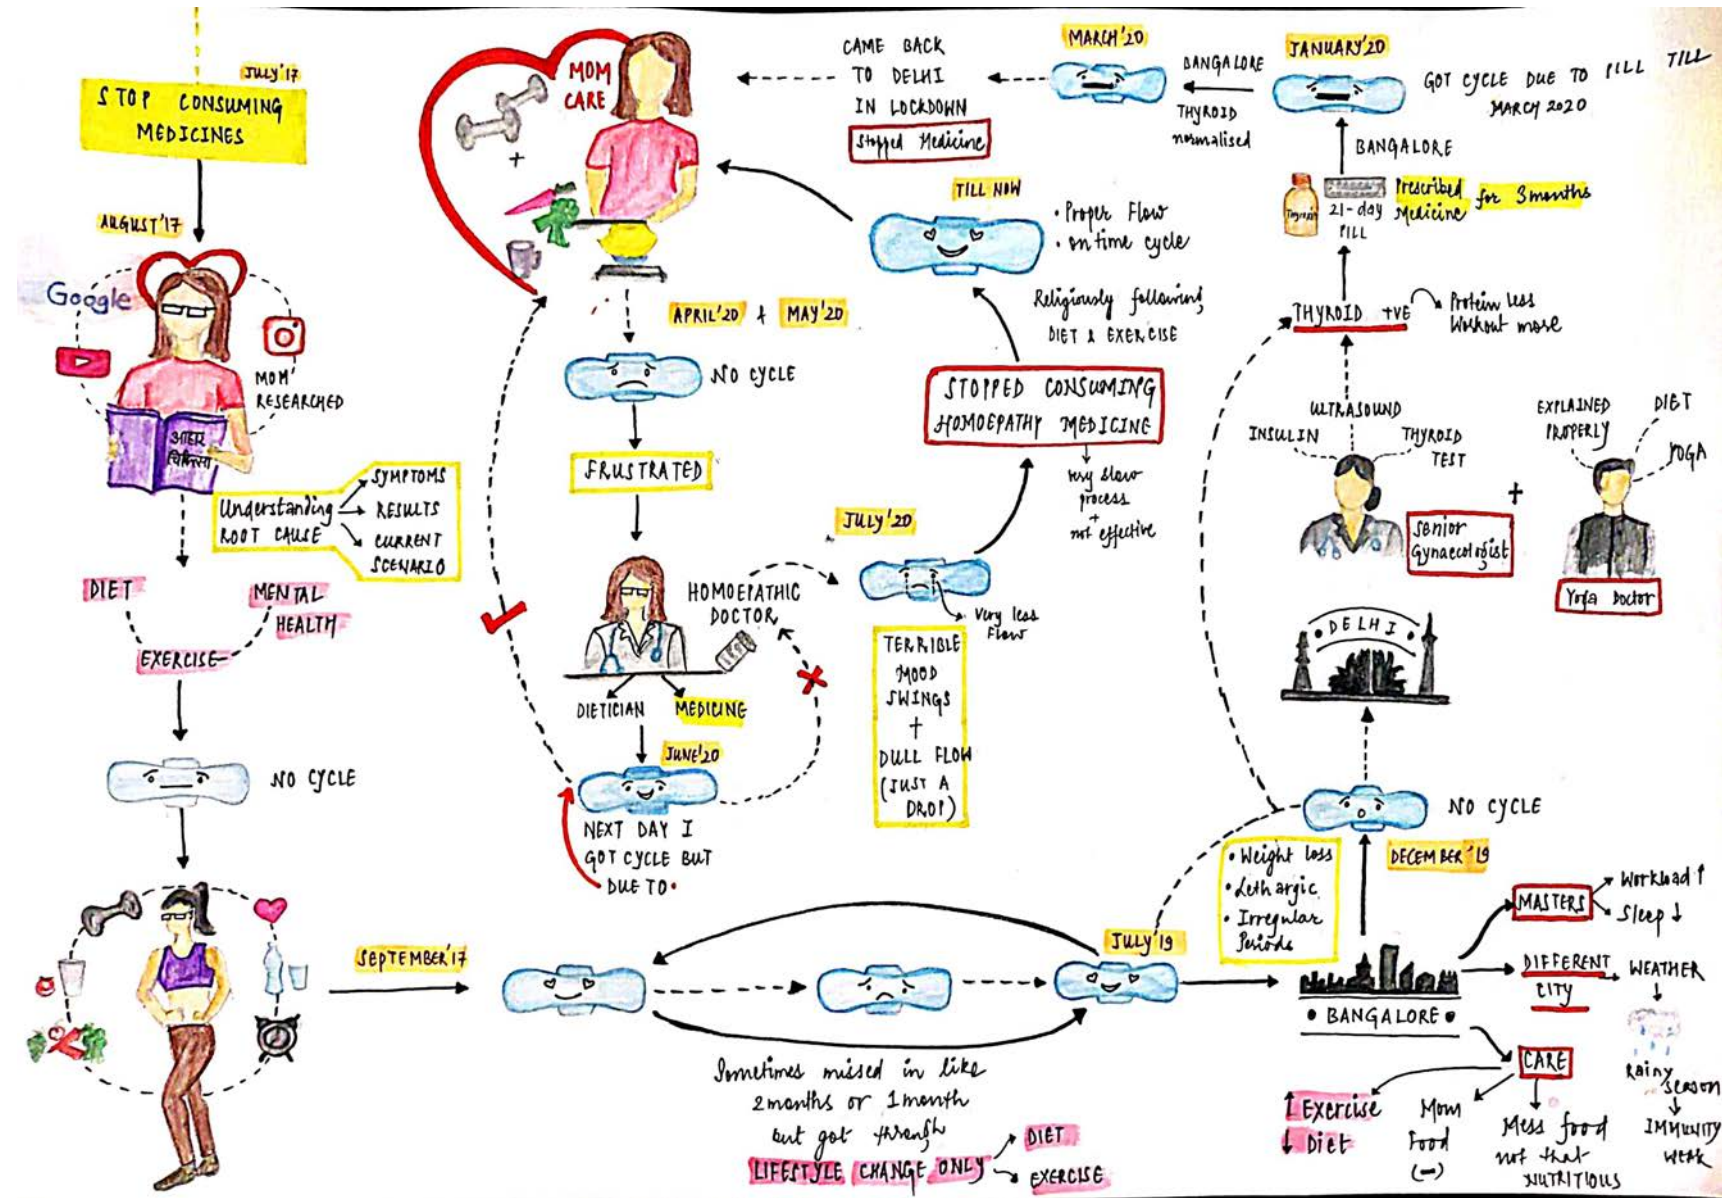 JULY'17
STOP CONSUMING
MEDICINES
AUGUST'17
Google
MOM
RESEARCHED
आहार
चिकित्सा
Understanding
ROOT CAUSE
SYMPTOMS
RESULTS
CURRENT
SCENARIO
DIET
MENTAL
HEALTH
EXERCISE
NO CYCLE
SEPTEMBER'17
Sometimes missed in like
2 months or 1 month
but got through
LIFESTYLE CHANGE ONLY
DIET
EXERCISE
JULY'19
• Weight loss
• Lethargic
• Irregular
Periods
• BANGALORE •
MASTERS
Workload ↑
Sleep ↓
DIFFERENT
CITY
WEATHER
Rainy
Season
IMMUNITY
WEAK
CARE
↑ Exercise
↓ Diet
Mom
Food
(-)
Mess food
not that
NUTRITIOUS
DECEMBER'19
NO CYCLE
• DELHI •
Senior
Gynaecologist
+
Yoga Doctor
INSULIN
ULTRASOUND
THYROID
TEST
EXPLAINED
PROPERLY
DIET
YOGA
THYROID +VE
Protein less
Workout more
21-day
PILL
Prescribed
Medicine for 3 months
BANGALORE
JANUARY'20
GOT CYCLE DUE TO PILL TILL
MARCH 2020
BANGALORE
THYROID
normalised
MARCH'20
CAME BACK
TO DELHI
IN LOCKDOWN
Stopped Medicine
MOM
CARE
+
APRIL'20 & MAY'20
NO CYCLE
FRUSTRATED
DIETICIAN
MEDICINE
JUNE'20
NEXT DAY I
GOT CYCLE BUT
DUE TO •
HOMOEPATHIC
DOCTOR
JULY'20
Very less
Flow
TERRIBLE
MOOD
SWINGS
+
DULL FLOW
(JUST A
DROP)
STOPPED CONSUMING
HOMOEPATHY MEDICINE
very slow
process
+
not effective
Religiously following
DIET & EXERCISE
TILL NOW
• Proper Flow
• on time cycle